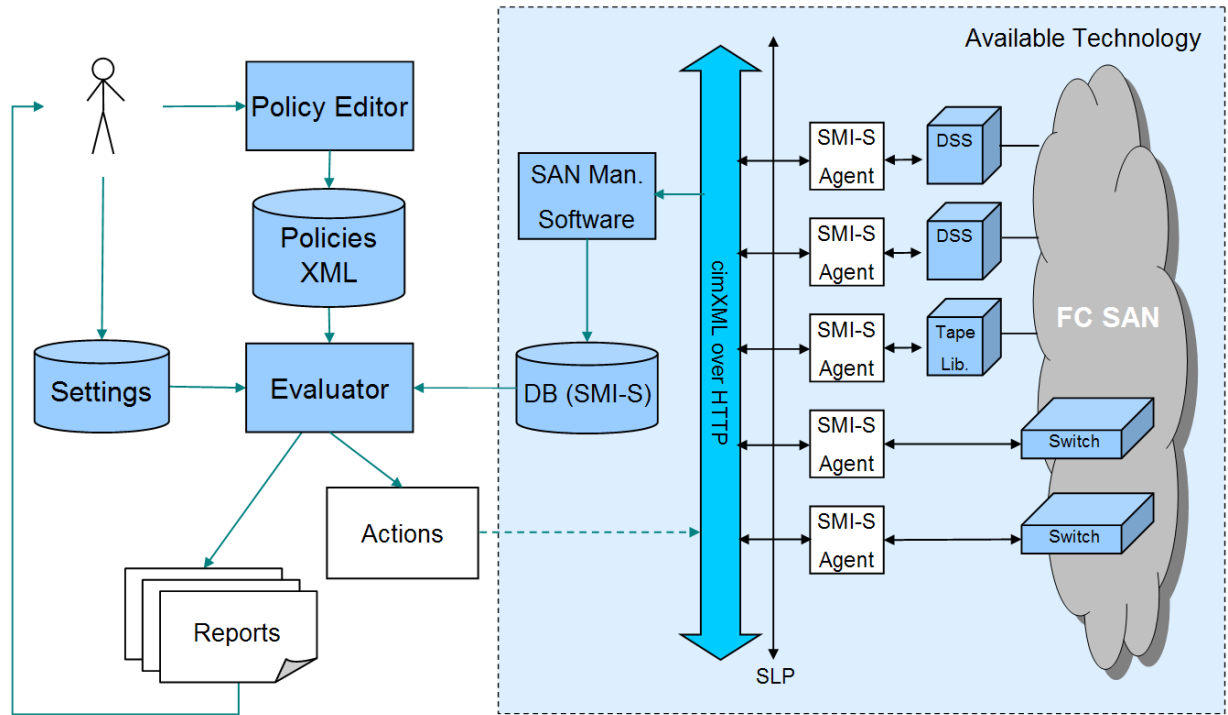 Available Technology
Policy Editor
Policies
XML
Settings
Evaluator
Actions
Reports
SAN Man.
Software
DB (SMI-S)
cimXML over HTTP
SLP
SMI-S
Agent
DSS
SMI-S
Agent
DSS
SMI-S
Agent
Tape
Lib.
SMI-S
Agent
Switch
SMI-S
Agent
Switch
FC SAN